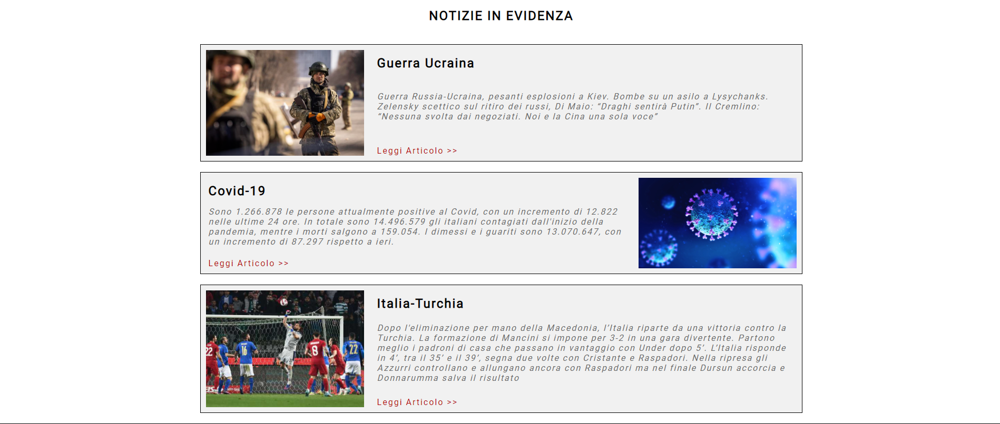 NOTIZIE IN EVIDENZA
Guerra Ucraina
Guerra Russia-Ucraina, pesanti esplosioni a Kiev. Bombe su un asilo a Lysychanks.
Zelensky scettico sul ritiro dei russi, Di Maio: “Draghi sentirà Putin”. Il Cremlino:
“Nessuna svolta dai negoziati. Noi e la Cina una sola voce”
Leggi Articolo >>
Covid-19
Sono 1.266.878 le persone attualmente positive al Covid, con un incremento di 12.822
nelle ultime 24 ore. In totale sono 14.496.579 gli italiani contagiati dall'inizio della
pandemia, mentre i morti salgono a 159.054. I dimessi e i guariti sono 13.070.647, con
un incremento di 87.297 rispetto a ieri.
Leggi Articolo >>
22
16
8
22
Italia-Turchia
Dopo l'eliminazione per mano della Macedonia, l’Italia riparte da una vittoria contro la
Turchia. La formazione di Mancini si impone per 3-2 in una gara divertente. Partono
meglio i padroni di casa che passano in vantaggio con Under dopo 5’. L’Italia risponde
in 4’, tra il 35’ e il 39’, segna due volte con Cristante e Raspadori. Nella ripresa gli
Azzurri controllano e allungano ancora con Raspadori ma nel finale Dursun accorcia e
Donnarumma salva il risultato
Leggi Articolo >>